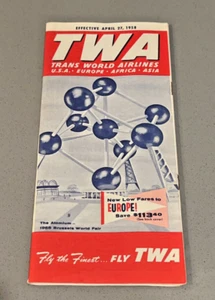 EFFECTIVE APRIL 27, 1958
TWA
TRANS WORLD AIRLINES
U.S.A. · EUROPE · AFRICA · ASIA
New Low Fares to
EUROPE!
Save $113.40
The Atomium
1958 Brussels World Fair
Fly the Finest... FLY TWA